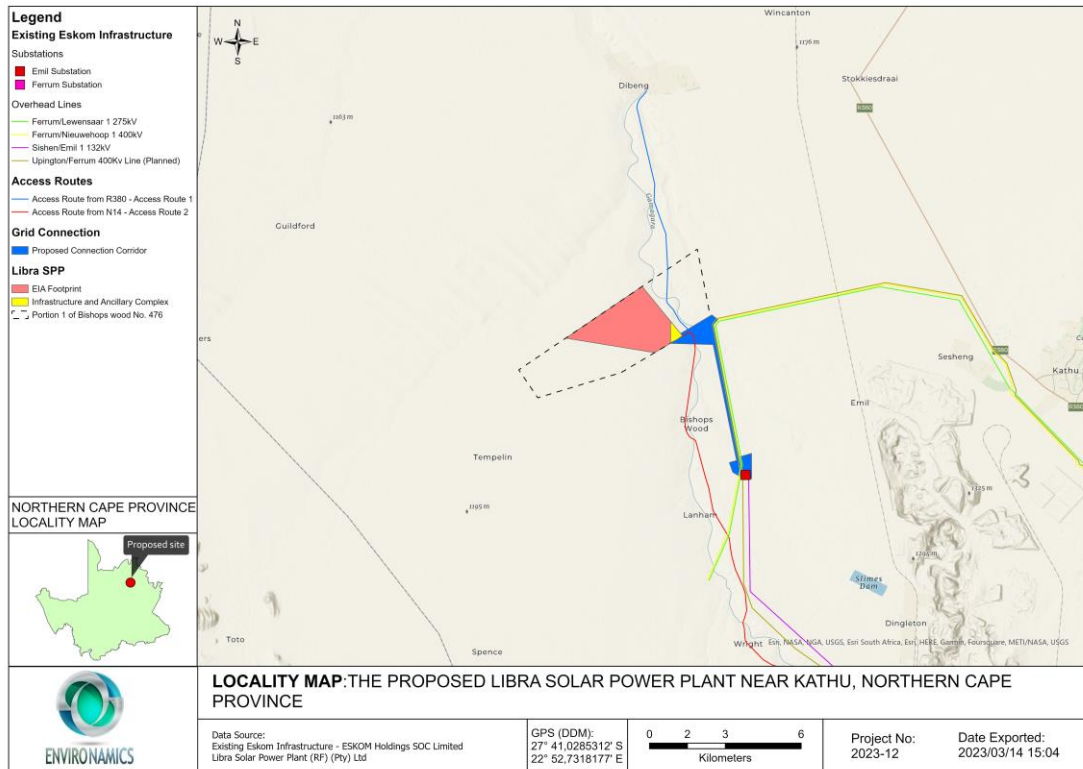 Legend
Existing Eskom Infrastructure
Substations
Emil Substation
Ferrum Substation
Overhead Lines
Ferrum/Lewensaar 1 275kV
Ferrum/Nieuwehoop 1 400kV
Sishen/Emil 1 132kV
Upington/Ferrum 400Kv Line (Planned)
Access Routes
Access Route from R380 - Access Route 1
Access Route from N14 - Access Route 2
Grid Connection
Proposed Connection Corridor
Libra SPP
EIA Footprint
Infrastructure and Ancillary Complex
Portion 1 of Bishops wood No. 476
NORTHERN CAPE PROVINCE
LOCALITY MAP
Proposed site
N
W E
S
Wincanton
1176 m
Stokkiesdraai
Dibeng
R380
1163 m
Gamagara
Guildford
ers
Sesheng
R380
Kathu
R380
Emil
Bishops
Wood
Templin
1195 m
Lanham
1325 m
1294 m
Slimes
Dam
Dingleton
Toto
Spence
Wright
Esri, NASA, NGA, USGS, Esri South Africa, Esri, HERE, Garmin, Foursquare, METI/NASA, USGS
ENVIRONAMICS
LOCALITY MAP:THE PROPOSED LIBRA SOLAR POWER PLANT NEAR KATHU, NORTHERN CAPE
PROVINCE
Data Source:
Existing Eskom Infrastructure - ESKOM Holdings SOC Limited
Libra Solar Power Plant (RF) (Pty) Ltd
GPS (DDM):
27° 41,0285312' S
22° 52,7318177' E
0 2 3 6
Kilometers
Project No:
2023-12
Date Exported:
2023/03/14 15:04